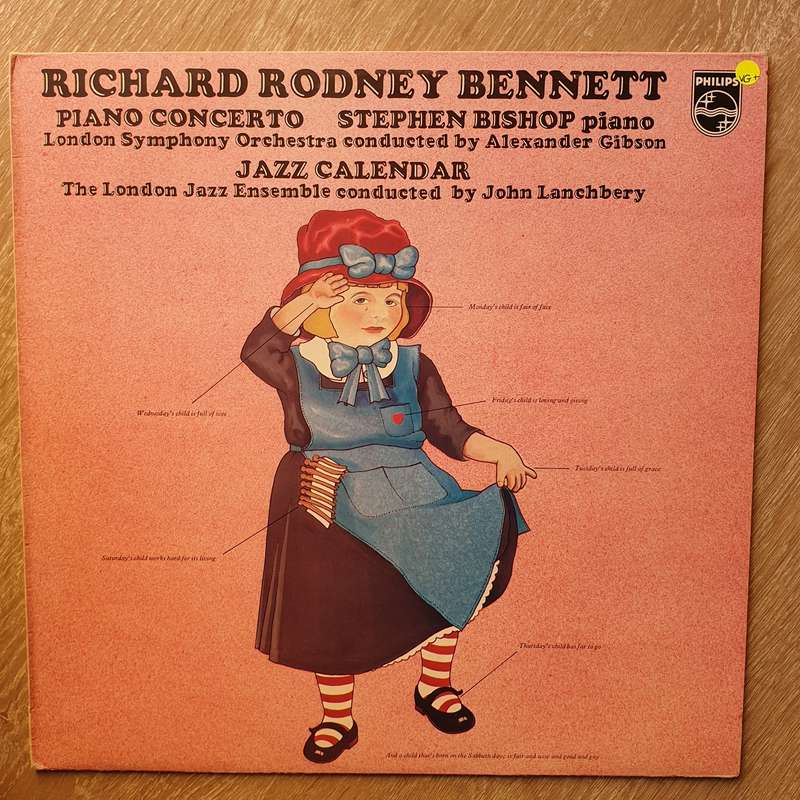 RICHARD RODNEY BENNETT
PHILIPS
VG+
PIANO CONCERTO STEPHEN BISHOP piano
London Symphony Orchestra conducted by Alexander Gibson
JAZZ CALENDAR
The London Jazz Ensemble conducted by John Lanchbery
Monday's child is fair of face
Friday's child is loving and giving
Wednesday's child is full of woe
Tuesday's child is full of grace
Saturday's child works hard for its living
Thursday's child has far to go
And a child that's born on the Sabbath day; is fair and wise and good and gay